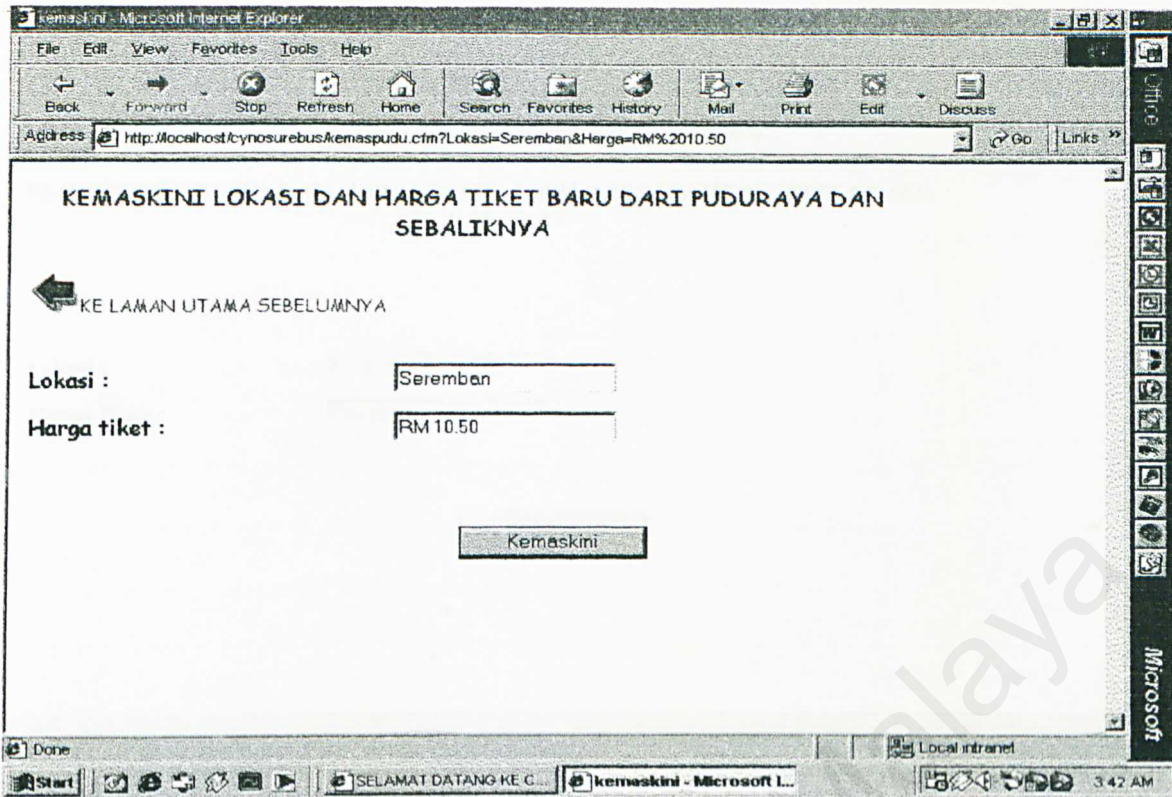 kemaskini - Microsoft Internet Explorer
File Edit View Favorites Tools Help
Back Forward Stop Refresh Home Search Favorites History Mail Print Edit Discuss
Address http://localhost/cynosurebus/kemaspudu.cfm?Lokasi=Seremban&Harga=RM%2010.50 Go Links »
Office
KEMASKINI LOKASI DAN HARGA TIKET BARU DARI PUDURAYA DAN
SEBALIKNYA
KE LAMAN UTAMA SEBELUMNYA
Lokasi : Seremban
Harga tiket : RM 10.50
Kemaskini
Microsoft
Done Local intranet
Start SELAMAT DATANG KE C... kemaskini - Microsoft I... 3:42 AM